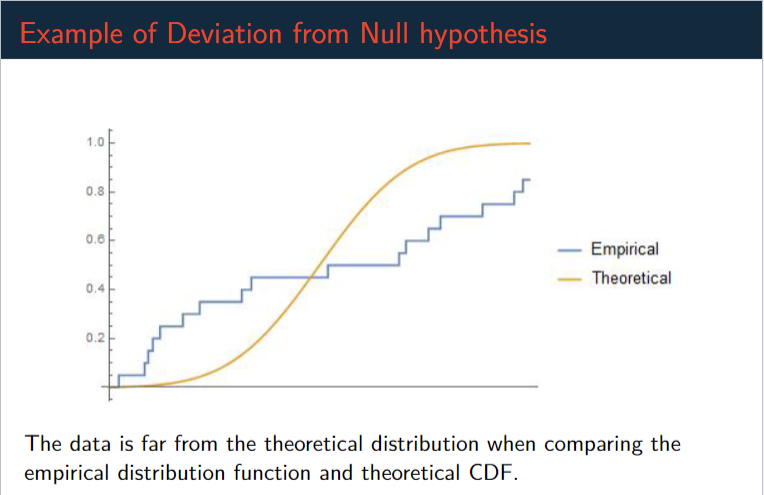 Example of Deviation from Null hypothesis
1.0
0.8
0.6
0.4
0.2
Empirical
Theoretical
The data is far from the theoretical distribution when comparing the
empirical distribution function and theoretical CDF.